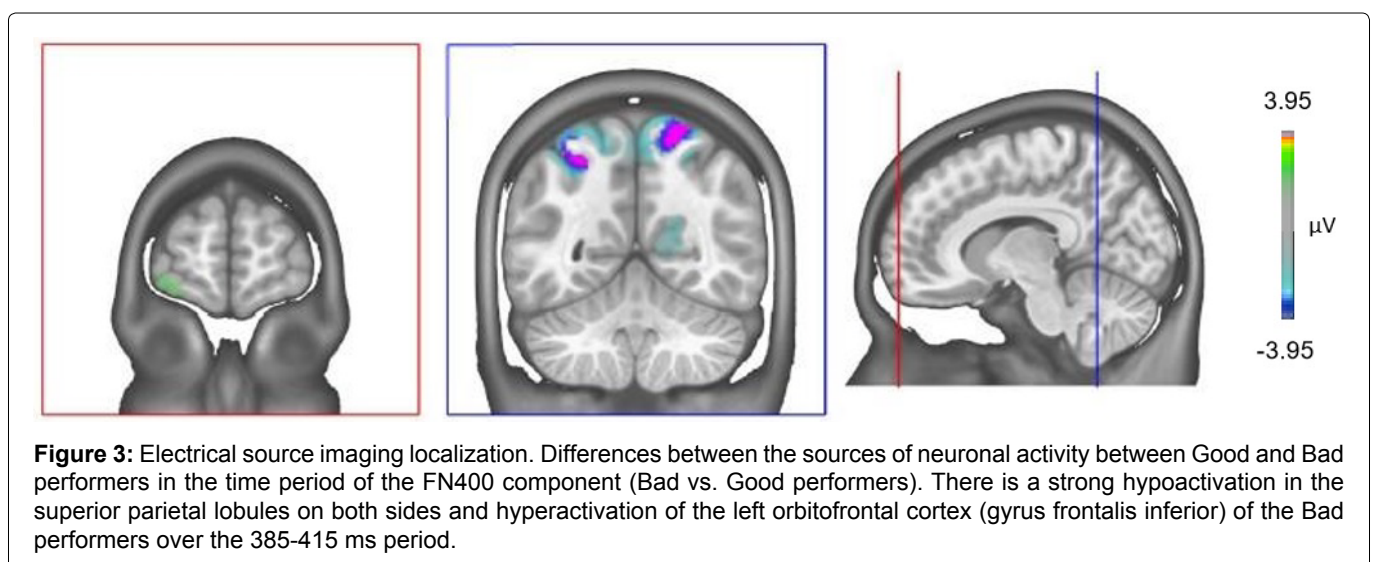 3.95
μV
-3.95
Figure 3: Electrical source imaging localization. Differences between the sources of neuronal activity between Good and Bad
performers in the time period of the FN400 component (Bad vs. Good performers). There is a strong hypoactivation in the
superior parietal lobules on both sides and hyperactivation of the left orbitofrontal cortex (gyrus frontalis inferior) of the Bad
performers over the 385-415 ms period.